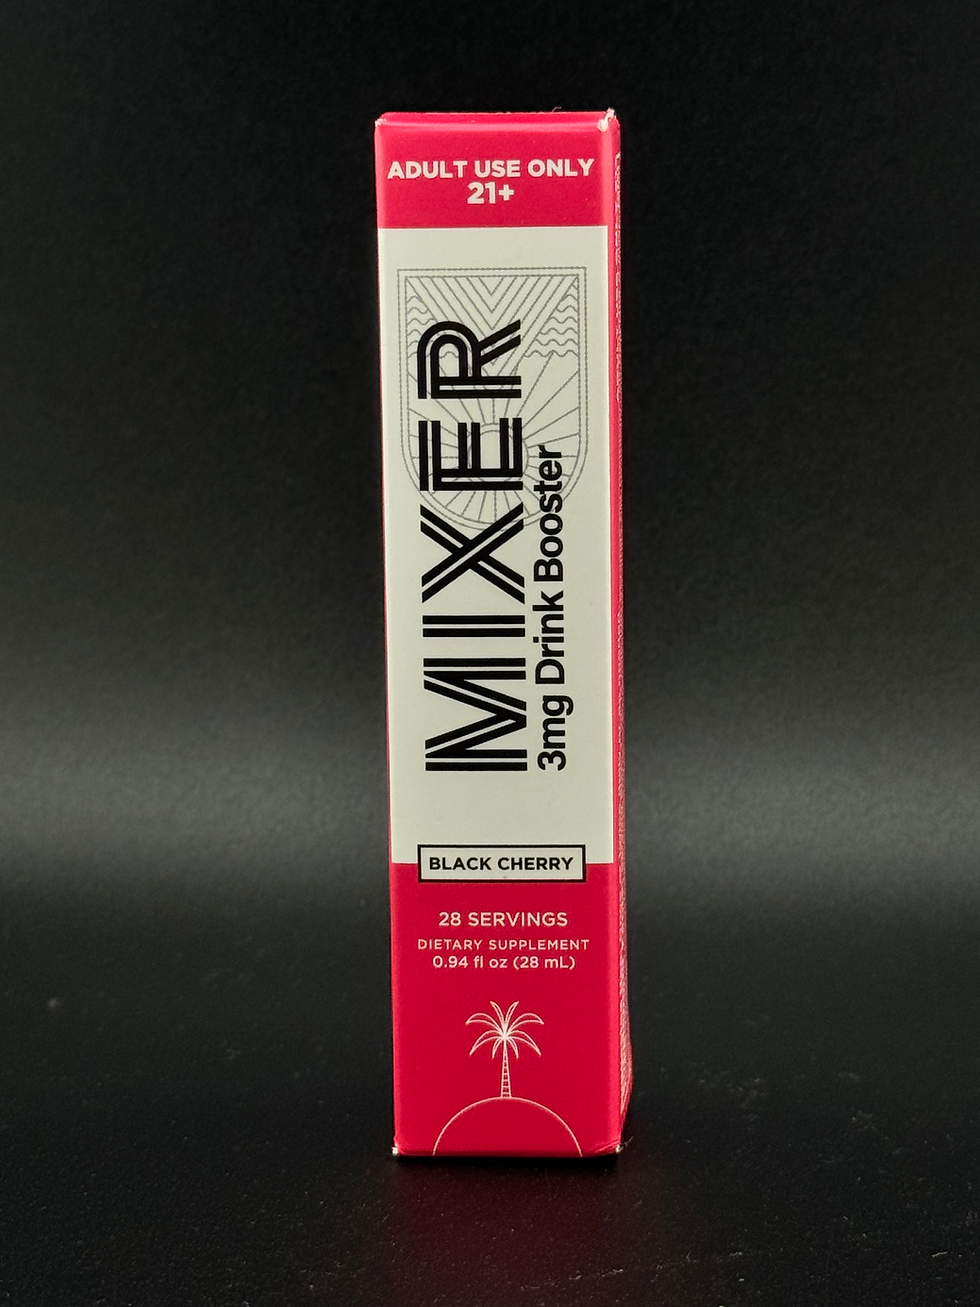 ADULT USE ONLY
21+
MIXER
3mg Drink Booster
BLACK CHERRY
28 SERVINGS
DIETARY SUPPLEMENT
0.94 fl oz (28 mL)